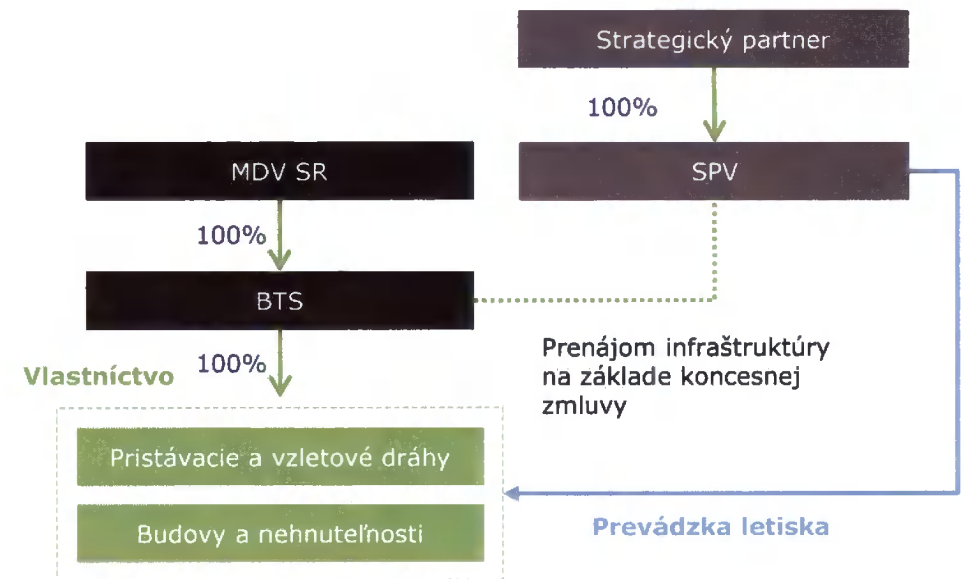 Strategický partner
100%
MDV SR
SPV
100%
BTS
Vlastníctvo
100%
Prenájom infraštruktúry
na základe koncesnej
zmluvy
Pristávacie a vzletové dráhy
Budovy a nehnuteľnosti
Prevádzka letiska